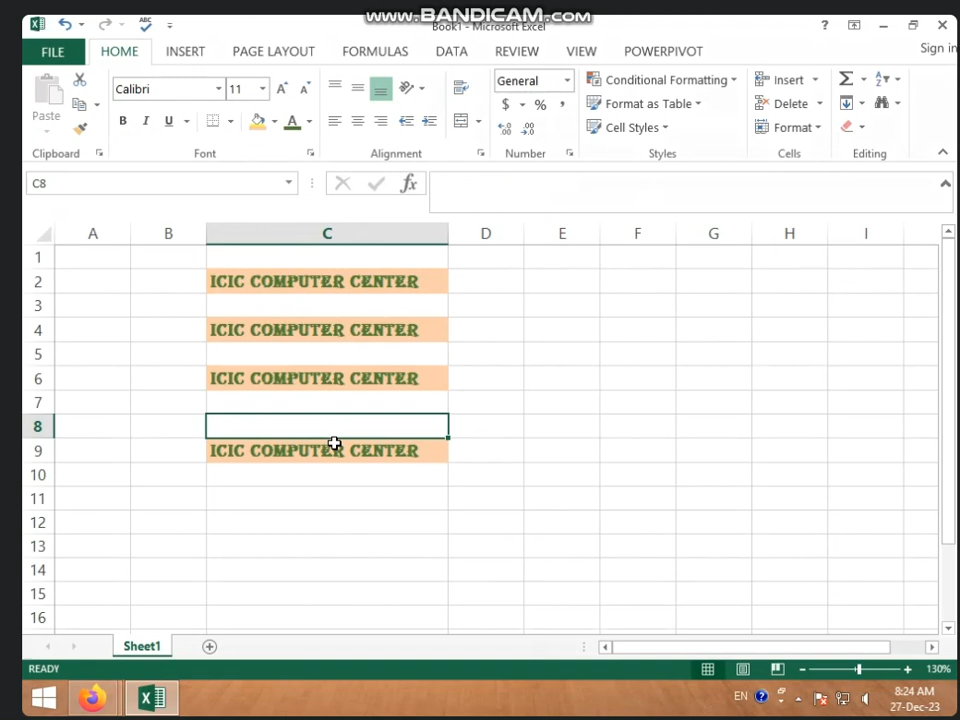 www.BANDICAM.com
Book1 - Microsoft Excel
Sign in
FILE HOME INSERT PAGE LAYOUT FORMULAS DATA REVIEW VIEW POWERPIVOT
Paste
Calibri 11
General
$ % ,
Conditional Formatting
Format as Table
Cell Styles
Insert
Delete
Format
Clipboard Font Alignment Number Styles Cells Editing
C8 fx
A B C D E F G H I
1
2 ICIC COMPUTER CENTER
3
4 ICIC COMPUTER CENTER
5
6 ICIC COMPUTER CENTER
7
8
9 ICIC COMPUTER CENTER
10
11
12
13
14
15
16
Sheet1
READY 130%
EN 8:24 AM
27-Dec-23